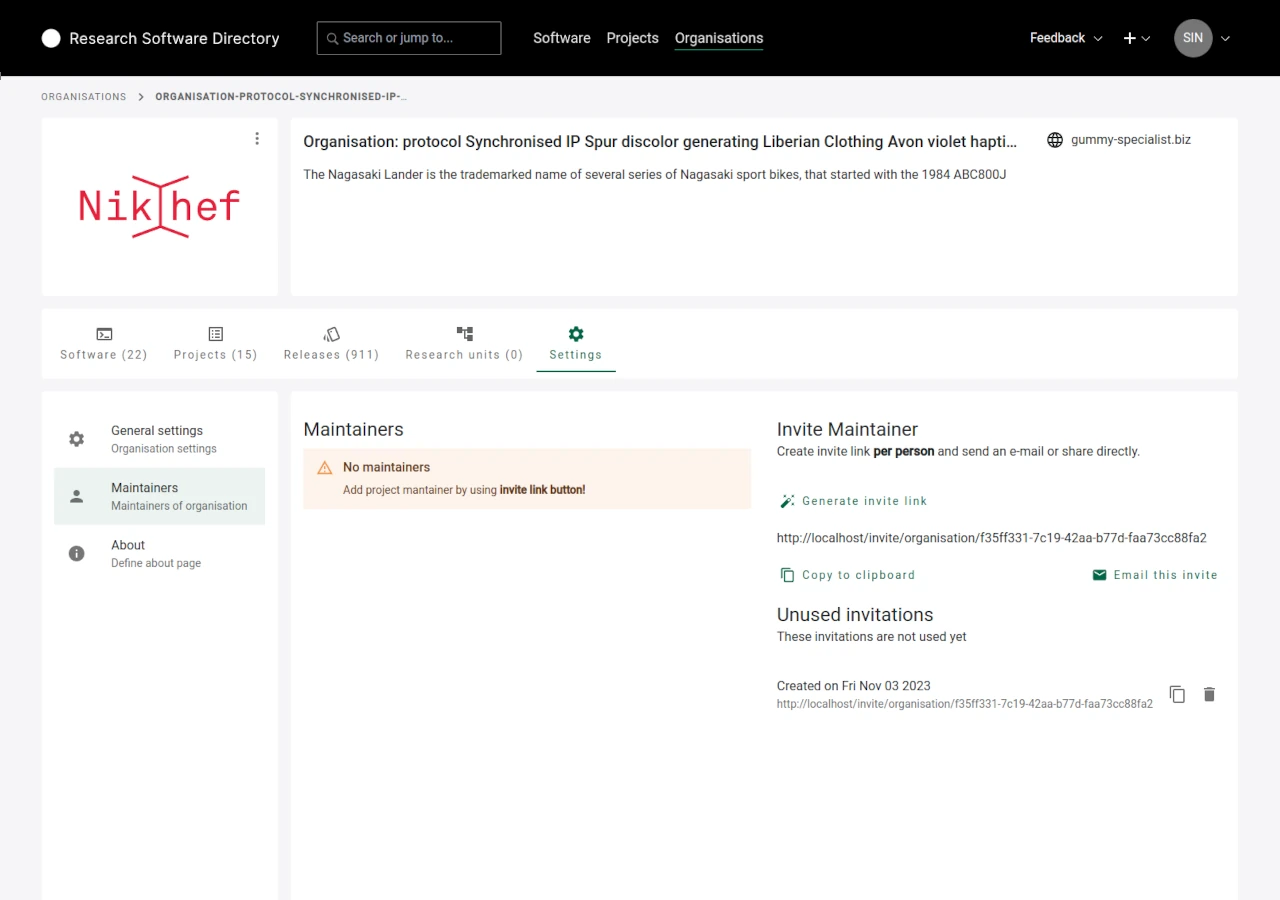 Research Software Directory
Search or jump to...
Software
Projects
Organisations
Feedback
SIN
ORGANISATIONS
ORGANISATION-PROTOCOL-SYNCHRONISED-IP-...
Nikhef
Organisation: protocol Synchronised IP Spur discolor generating Liberian Clothing Avon violet hapti...
The Nagasaki Lander is the trademarked name of several series of Nagasaki sport bikes, that started with the 1984 ABC800J
gummy-specialist.biz
Software (22)
Projects (15)
Releases (911)
Research units (0)
Settings
General settings
Organisation settings
Maintainers
Maintainers of organisation
About
Define about page
Maintainers
No maintainers
Add project mantainer by using invite link button!
Invite Maintainer
Create invite link per person and send an e-mail or share directly.
Generate invite link
http://localhost/invite/organisation/f35ff331-7c19-42aa-b77d-faa73cc88fa2
Copy to clipboard
Email this invite
Unused invitations
These invitations are not used yet
Created on Fri Nov 03 2023
http://localhost/invite/organisation/f35ff331-7c19-42aa-b77d-faa73cc88fa2